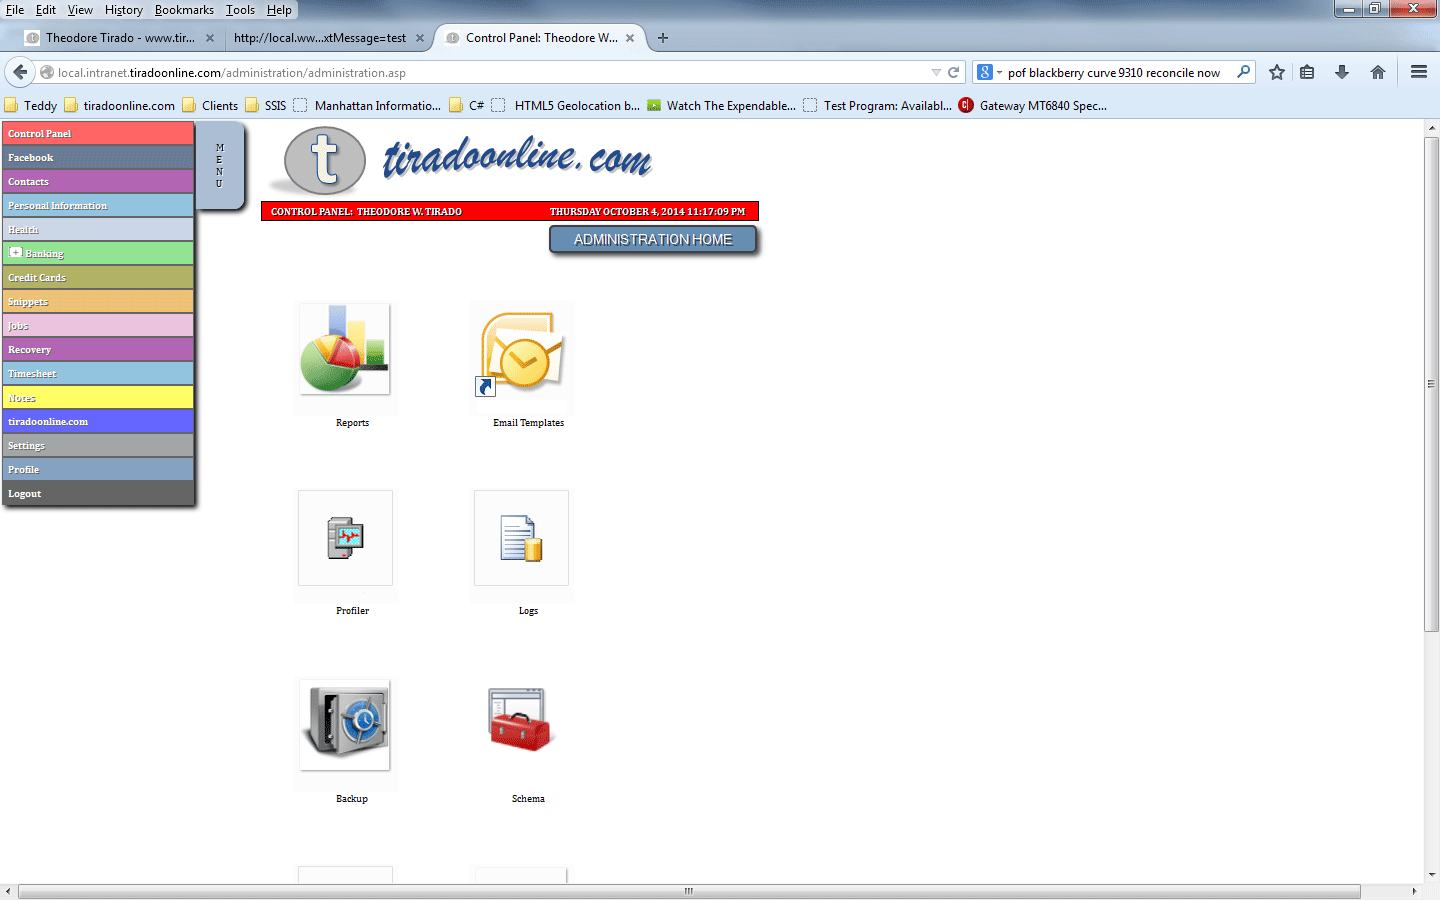 File Edit View History Bookmarks Tools Help
Theodore Tirado - www.tir...
http://local.ww...xtMessage=test
Control Panel: Theodore W. T...
local.intranet.tiradoonline.com/administration/administration.asp
pof blackberry curve 9310 reconcile now
Teddy tiradoonline.com Clients SSIS Manhattan Informatio... C# HTML5 Geolocation b... Watch The Expendable... Test Program: Availabl... Gateway MT6840 Spec...
Control Panel
Facebook
Contacts
Personal Information
Health
Banking
Credit Cards
Snippets
Jobs
Recovery
Timesheet
Notes
tiradoonline.com
Settings
Profile
Logout
M
E
N
U
t
tiradoonline.com
CONTROL PANEL: THEODORE W. TIRADO THURSDAY OCTOBER 4, 2014 11:17:09 PM
ADMINISTRATION HOME
Reports
Email Templates
Profiler
Logs
Backup
Schema